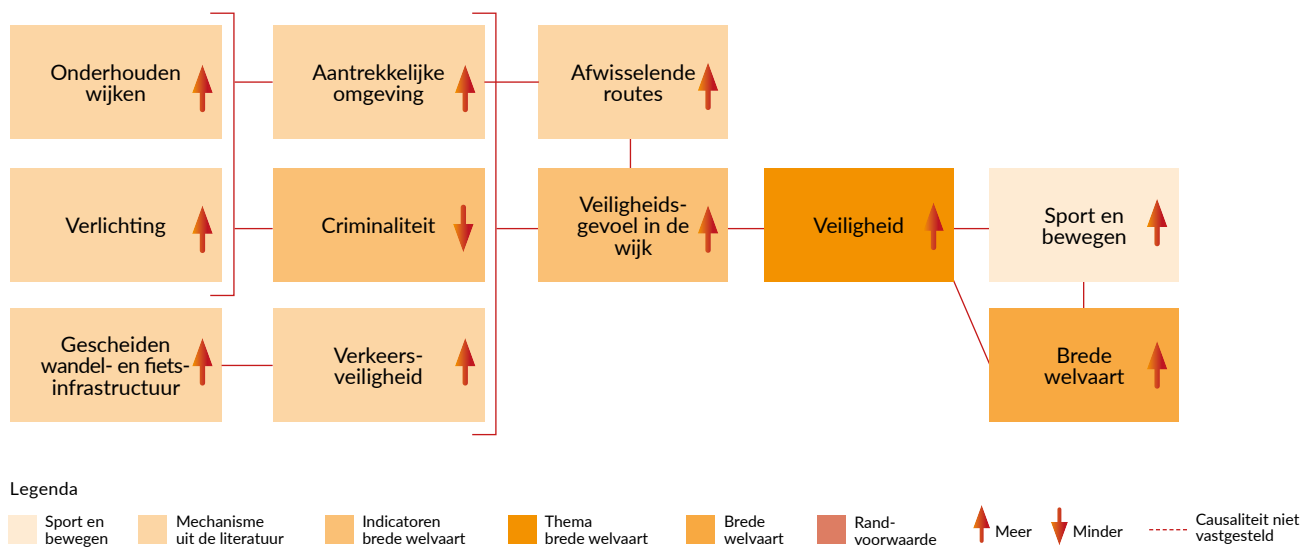 Onderhouden
wijken
Aantrekkelijke
omgeving
Afwisselende
routes
Verlichting
Criminaliteit
Veiligheids-
gevoel in de
wijk
Veiligheid
Sport en
bewegen
Gescheiden
wandel- en fiets-
infrastructuur
Verkeers-
veiligheid
Brede
welvaart
Legenda
Sport en
bewegen
Mechanisme
uit de literatuur
Indicatoren
brede welvaart
Thema
brede welvaart
Brede
welvaart
Rand-
voorwaarde
Meer
Minder
Causaliteit niet
vastgesteld